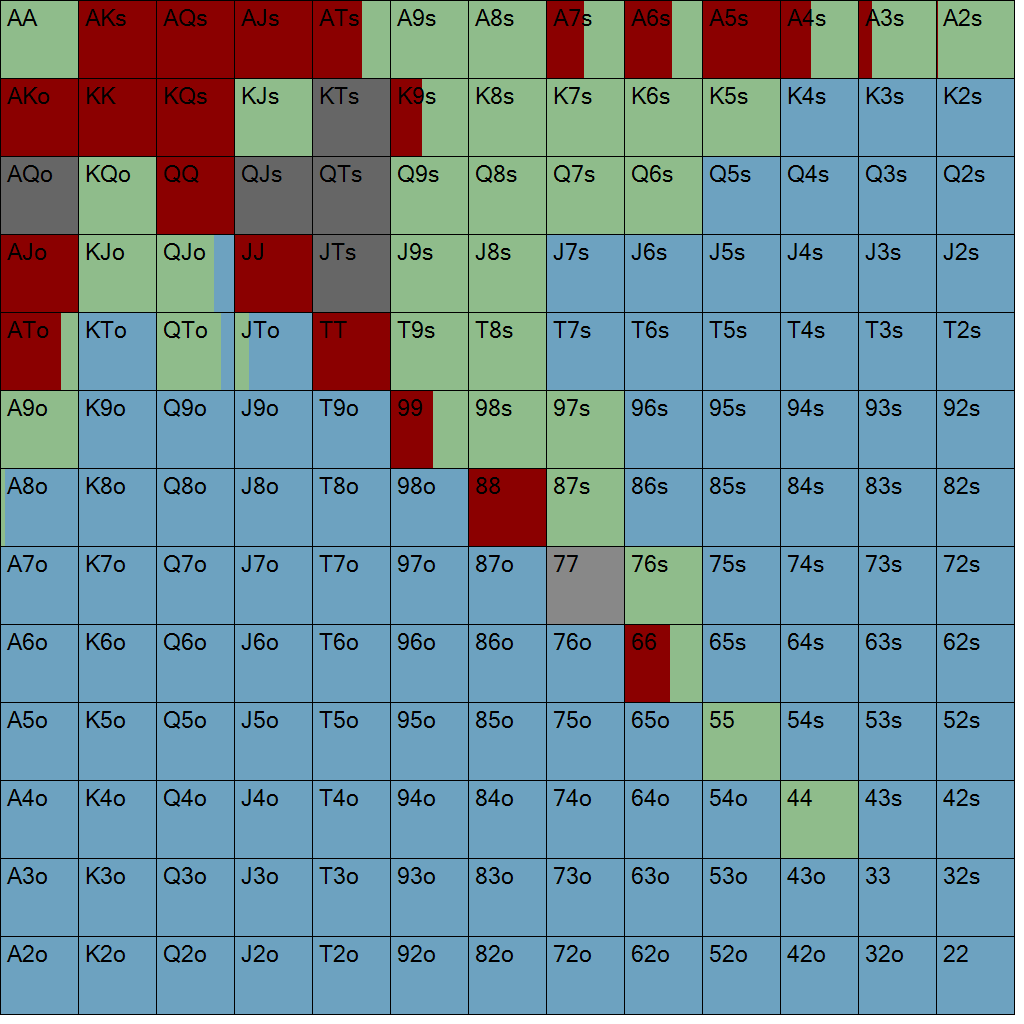 AA AKs AQs AJs ATs A9s A8s A7s A6s A5s A4s A3s A2s
AKo KK KQs KJs KTs K9s K8s K7s K6s K5s K4s K3s K2s
AQo KQo QQ QJs QTs Q9s Q8s Q7s Q6s Q5s Q4s Q3s Q2s
AJo KJo QJo JJ JTs J9s J8s J7s J6s J5s J4s J3s J2s
ATo KTo QTo JTo TT T9s T8s T7s T6s T5s T4s T3s T2s
A9o K9o Q9o J9o T9o 99 98s 97s 96s 95s 94s 93s 92s
A8o K8o Q8o J8o T8o 98o 88 87s 86s 85s 84s 83s 82s
A7o K7o Q7o J7o T7o 97o 87o 77 76s 75s 74s 73s 72s
A6o K6o Q6o J6o T6o 96o 86o 76o 66 65s 64s 63s 62s
A5o K5o Q5o J5o T5o 95o 85o 75o 65o 55 54s 53s 52s
A4o K4o Q4o J4o T4o 94o 84o 74o 64o 54o 44 43s 42s
A3o K3o Q3o J3o T3o 93o 83o 73o 63o 53o 43o 33 32s
A2o K2o Q2o J2o T2o 92o 82o 72o 62o 52o 42o 32o 22